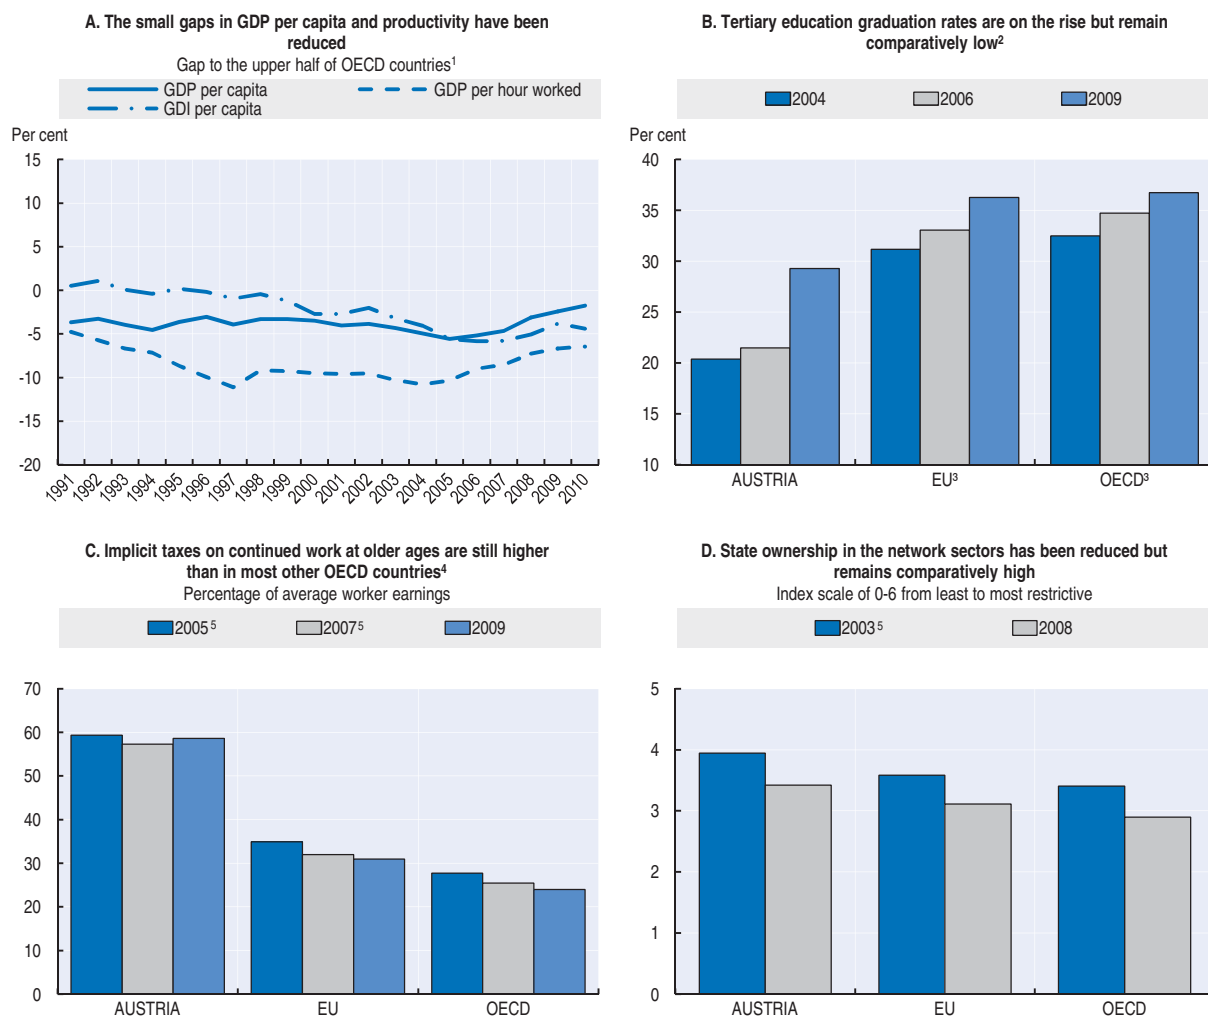 A. The small gaps in GDP per capita and productivity have been
reduced
Gap to the upper half of OECD countries¹
GDP per capita
GDP per hour worked
GDI per capita
Per cent
15
10
5
0
-5
-10
-15
-20
1991
1992
1993
1994
1995
1996
1997
1998
1999
2000
2001
2002
2003
2004
2005
2006
2007
2008
2009
2010
B. Tertiary education graduation rates are on the rise but remain
comparatively low²
2004
2006
2009
Per cent
40
35
30
25
20
15
10
AUSTRIA
EU³
OECD³
C. Implicit taxes on continued work at older ages are still higher
than in most other OECD countries⁴
Percentage of average worker earnings
2005⁵
2007⁵
2009
70
60
50
40
30
20
10
0
AUSTRIA
EU
OECD
D. State ownership in the network sectors has been reduced but
remains comparatively high
Index scale of 0-6 from least to most restrictive
2003⁵
2008
5
4
3
2
1
0
AUSTRIA
EU
OECD